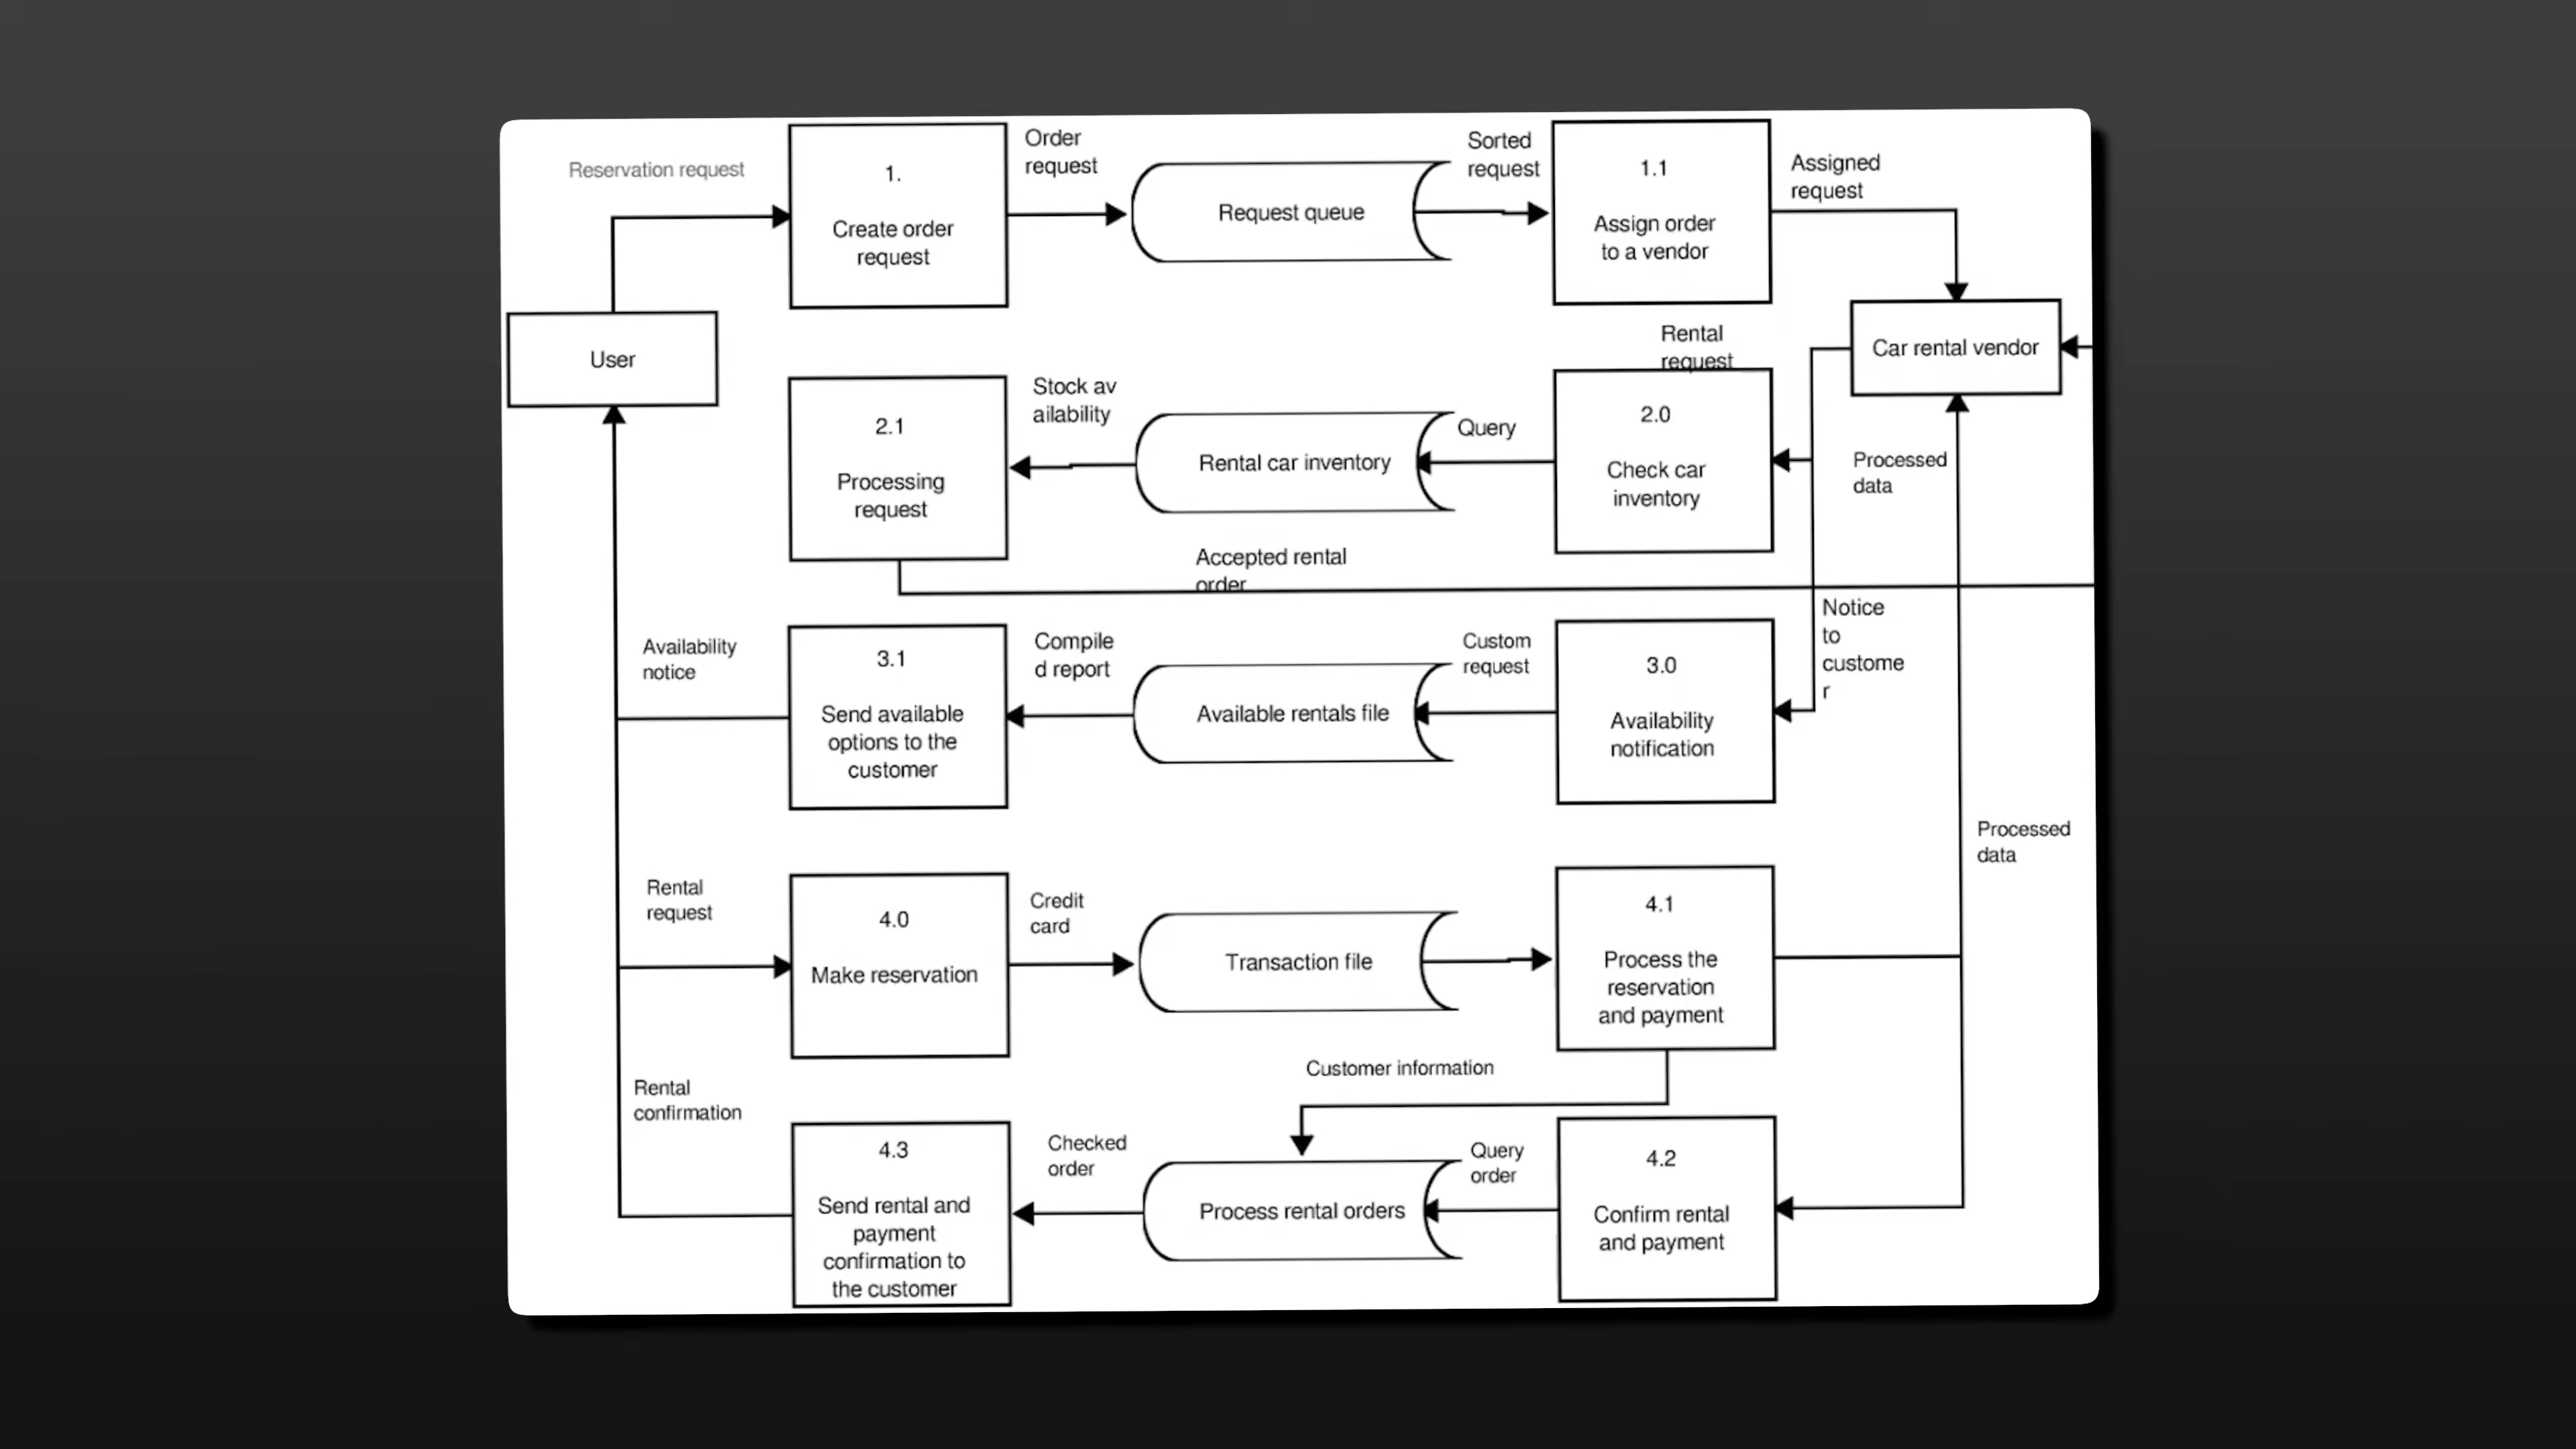 Reservation request
1.
Create order
request
Order
request
Request queue
Sorted
request
1.1
Assign order
to a vendor
Assigned
request
User
Car rental vendor
Rental
request
2.1
Processing
request
Stock av
ailability
Rental car inventory
Query
2.0
Check car
inventory
Processed
data
Accepted rental
order
Notice
to
custome
r
Availability
notice
3.1
Send available
options to the
customer
Compile
d report
Available rentals file
Custom
request
3.0
Availability
notification
Processed
data
Rental
request
4.0
Make reservation
Credit
card
Transaction file
4.1
Process the
reservation
and payment
Customer information
Rental
confirmation
4.3
Send rental and
payment
confirmation to
the customer
Checked
order
Process rental orders
Query
order
4.2
Confirm rental
and payment